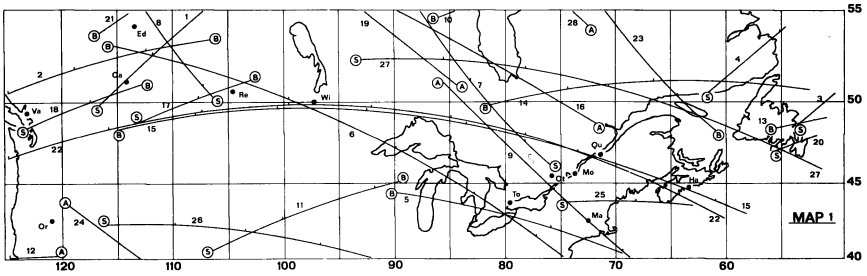 19 B 10 28 A 23 55
21 8 1
B Ed
B B S 4
2 27 7
Ca B A A S
18 17 Re Wi B 14 16 50
Va S S B S 3
S 15 B 6 A 13 B S
22 9 Qu B 20
S S
B Ot Mo 27
A B 5 To S 25 Ha 45
Or 24 S 26 11 Ma 22 15
MAP 1
12 A S 40
120 110 100 90 80 70 60